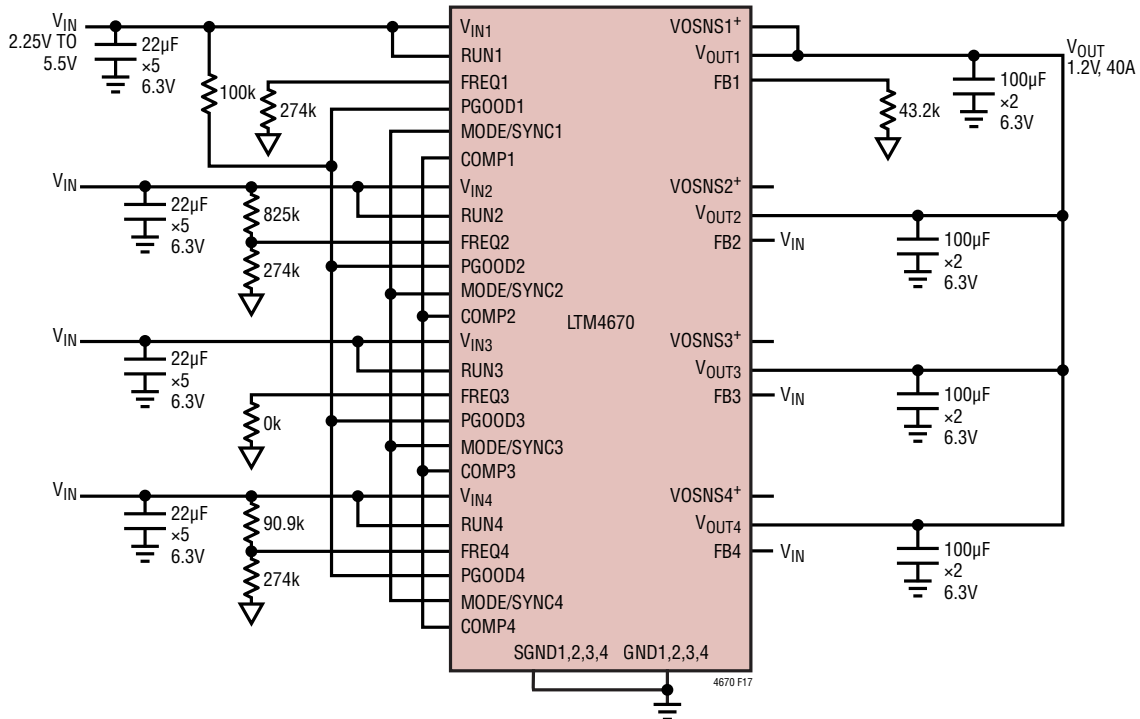 VIN
2.25V TO
5.5V
22µF
×5
6.3V
100k
274k
VIN1
RUN1
FREQ1
PGOOD1
MODE/SYNC1
COMP1
VOSNS1+
VOUT1
FB1
43.2k
100µF
×2
6.3V
VOUT
1.2V, 40A
VIN
22µF
×5
6.3V
825k
274k
VIN2
RUN2
FREQ2
PGOOD2
MODE/SYNC2
COMP2
VOSNS2+
VOUT2
FB2
VIN
100µF
×2
6.3V
LTM4670
VIN
22µF
×5
6.3V
0k
VIN3
RUN3
FREQ3
PGOOD3
MODE/SYNC3
COMP3
VOSNS3+
VOUT3
FB3
VIN
100µF
×2
6.3V
VIN
22µF
×5
6.3V
90.9k
274k
VIN4
RUN4
FREQ4
PGOOD4
MODE/SYNC4
COMP4
VOSNS4+
VOUT4
FB4
VIN
100µF
×2
6.3V
SGND1,2,3,4 GND1,2,3,4
4670 F17